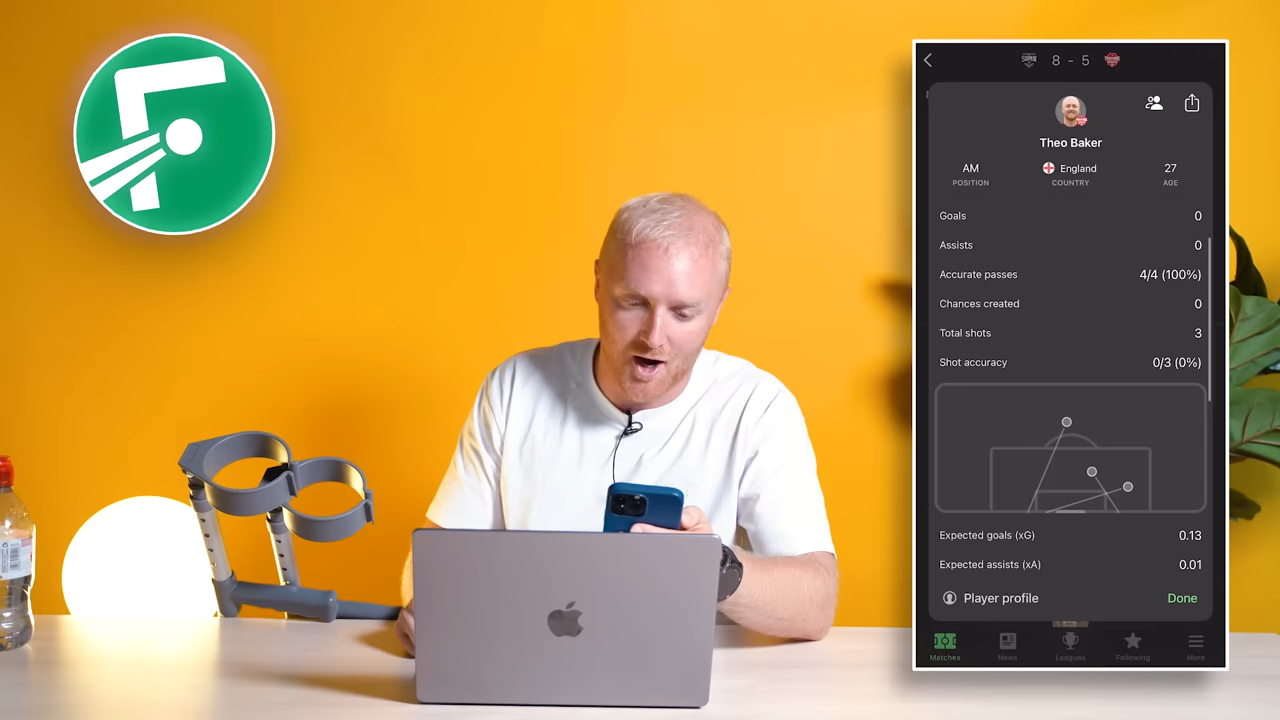 8 - 5
Theo Baker
AM
England
27
POSITION
COUNTRY
AGE
Goals 0
Assists 0
Accurate passes 4/4 (100%)
Chances created 0
Total shots 3
Shot accuracy 0/3 (0%)
Expected goals (xG) 0.13
Expected assists (xA) 0.01
Player profile Done
Matches News Leagues Following More